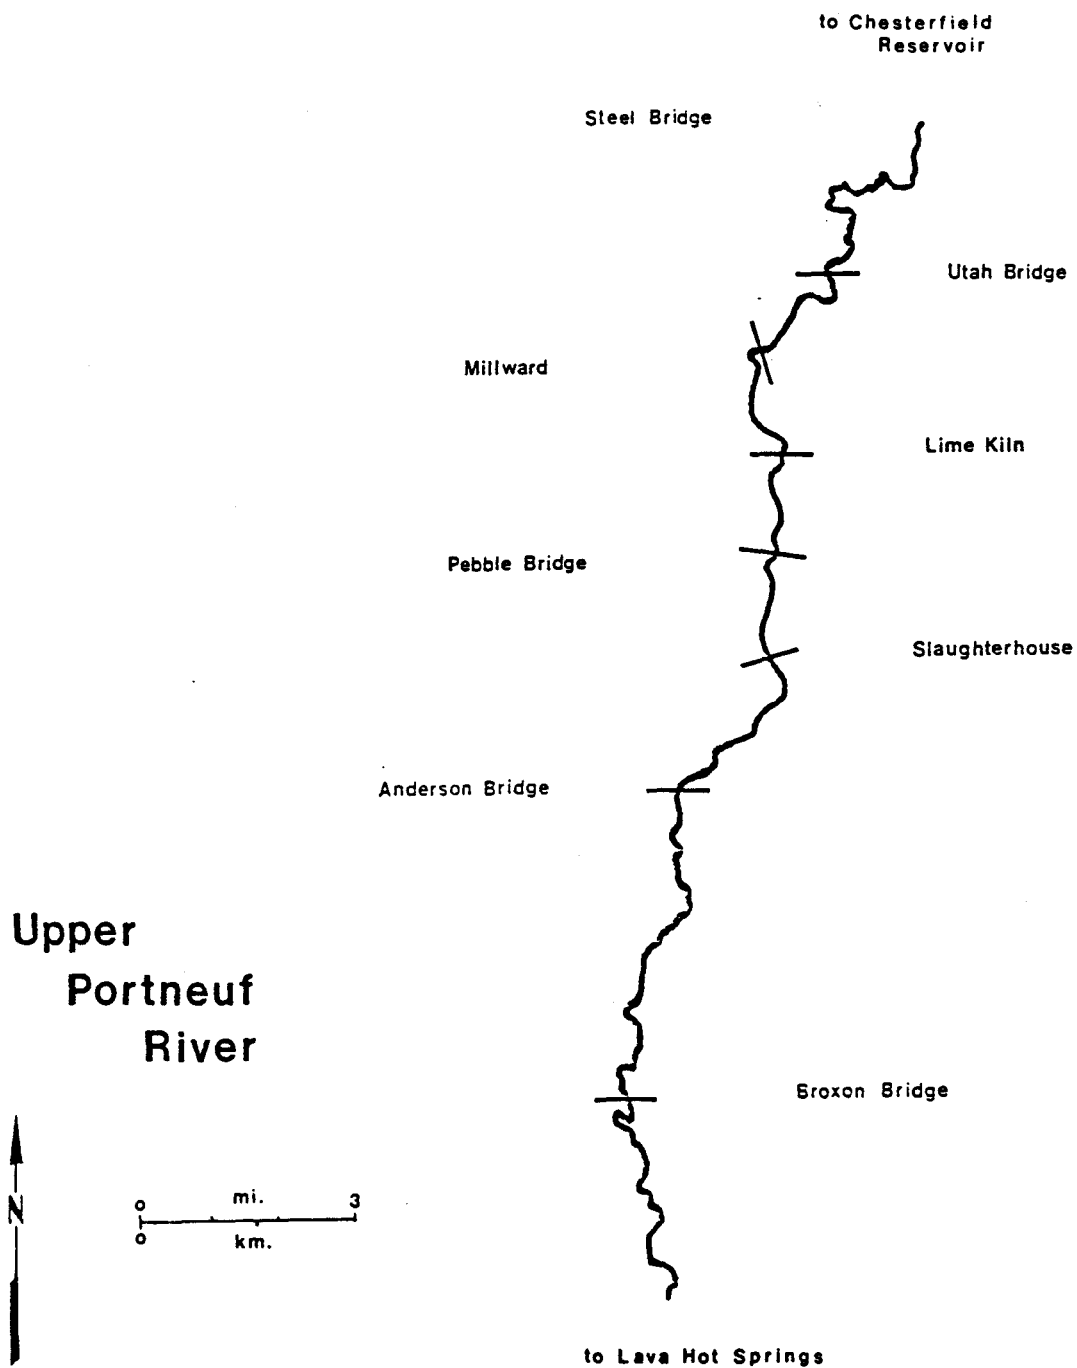 to Chesterfield
Reservoir
Steel Bridge
Utah Bridge
Millward
Lime Kiln
Pebble Bridge
Slaughterhouse
Anderson Bridge
Upper
Portneuf
River
Broxon Bridge
N
0 mi. 3
0 km.
to Lava Hot Springs